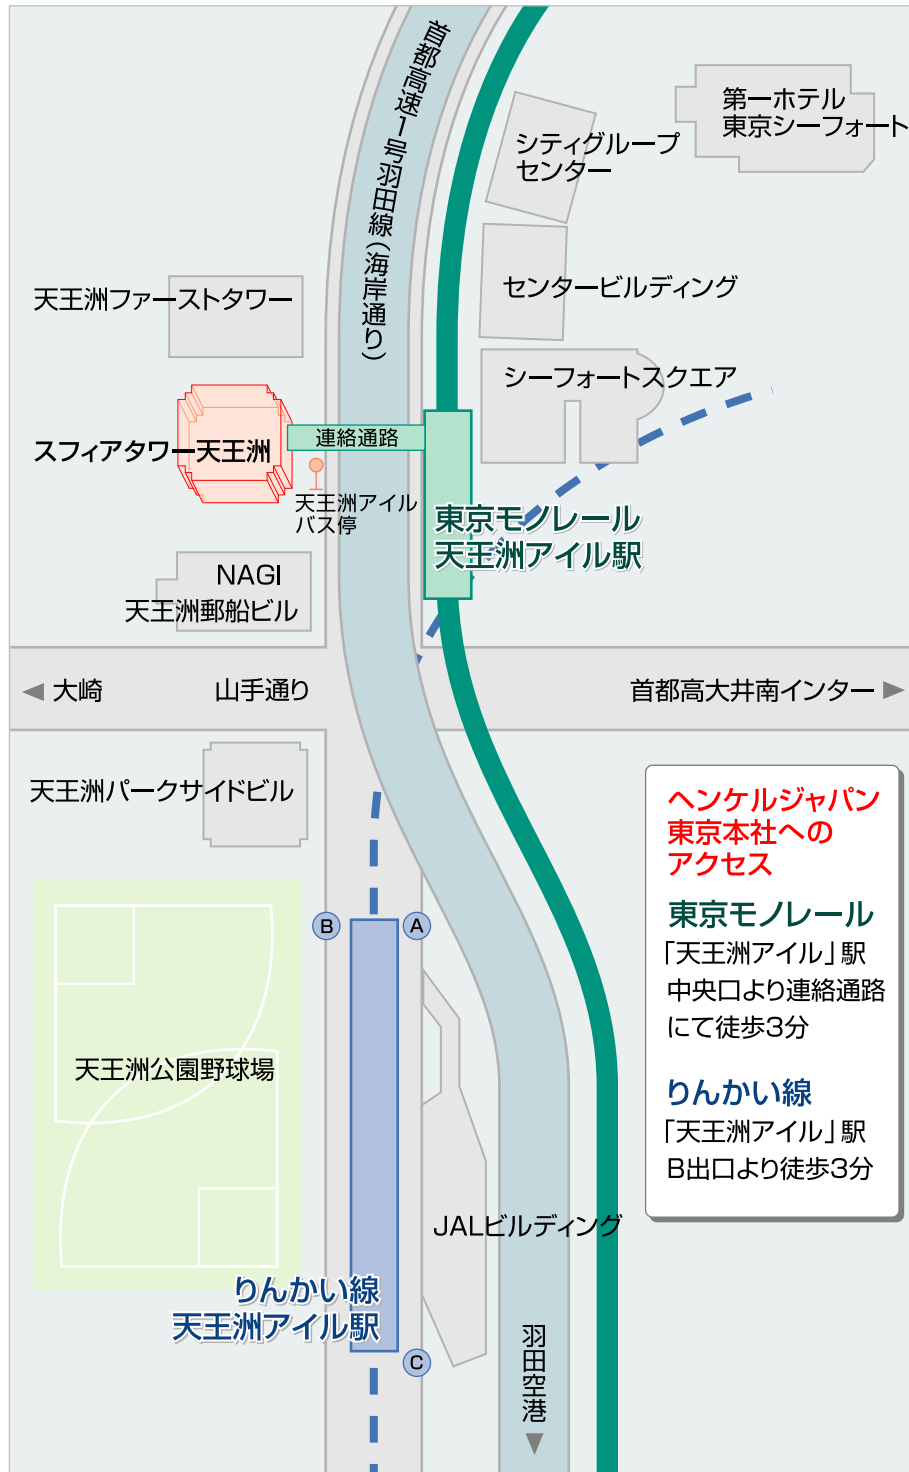 首都高速1号羽田線(海岸通り)
第一ホテル
東京シーフォート
シティグループ
センター
天王洲ファーストタワー
センタービルディング
シーフォートスクエア
スフィアタワー天王洲
連絡通路
天王洲アイル
バス停
東京モノレール
天王洲アイル駅
NAGI
天王洲郵船ビル
◀ 大崎
山手通り
首都高大井南インター ▶
天王洲パークサイドビル
B
A
天王洲公園野球場
JALビルディング
りんかい線
天王洲アイル駅
C
羽田空港
▼
ヘンケルジャパン
東京本社への
アクセス
東京モノレール
「天王洲アイル」駅
中央口より連絡通路
にて徒歩3分
りんかい線
「天王洲アイル」駅
B出口より徒歩3分